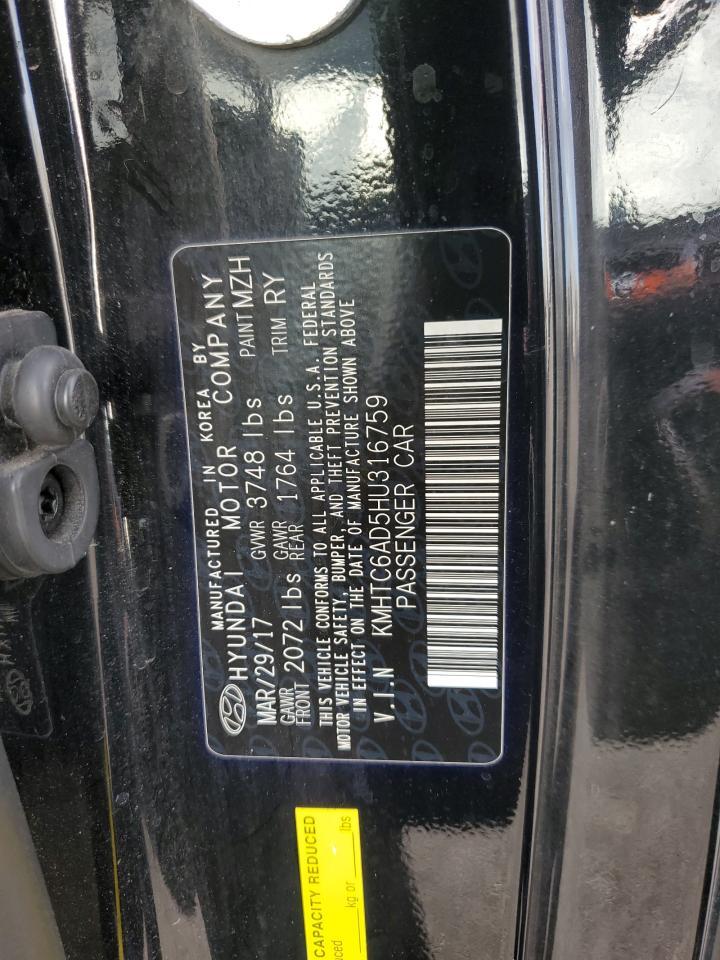 MANUFACTURED IN KOREA BY
HYUNDAI MOTOR COMPANY
MAR/29/17 GVWR 3748 lbs PAINT MZH
GAWR FRONT 2072 lbs GAWR REAR 1764 lbs TRIM RY
THIS VEHICLE CONFORMS TO ALL APPLICABLE U.S.A. FEDERAL
MOTOR VEHICLE SAFETY, BUMPER, AND THEFT PREVENTION STANDARDS
IN EFFECT ON THE DATE OF MANUFACTURE SHOWN ABOVE
V.I.N KMHTC6AD5HU316759
PASSENGER CAR
CAPACITY REDUCED
kg or lbs